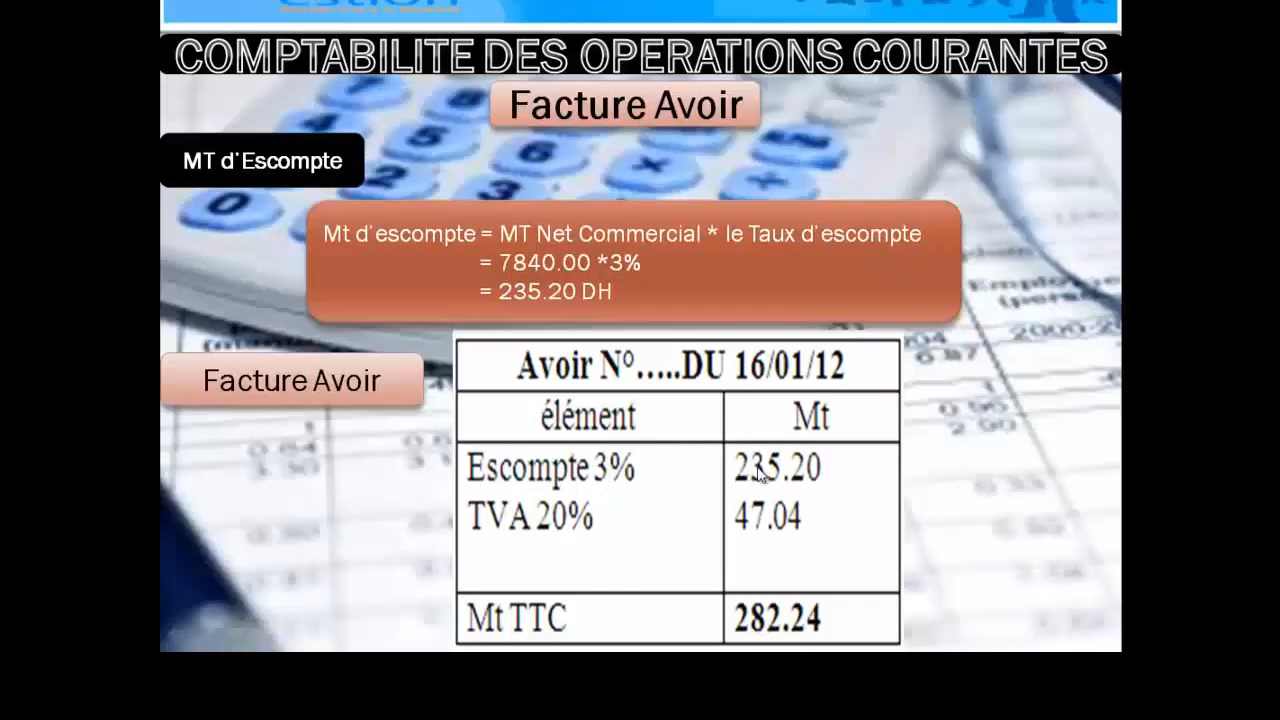 COMPTABILITE DES OPERATIONS COURANTES
Facture Avoir
MT d'Escompte
Mt d'escompte = MT Net Commercial * le Taux d'escompte
= 7840.00 *3%
= 235.20 DH
Facture Avoir
Avoir N°.....DU 16/01/12
élément Mt
Escompte 3% 235.20
TVA 20% 47.04
Mt TTC 282.24